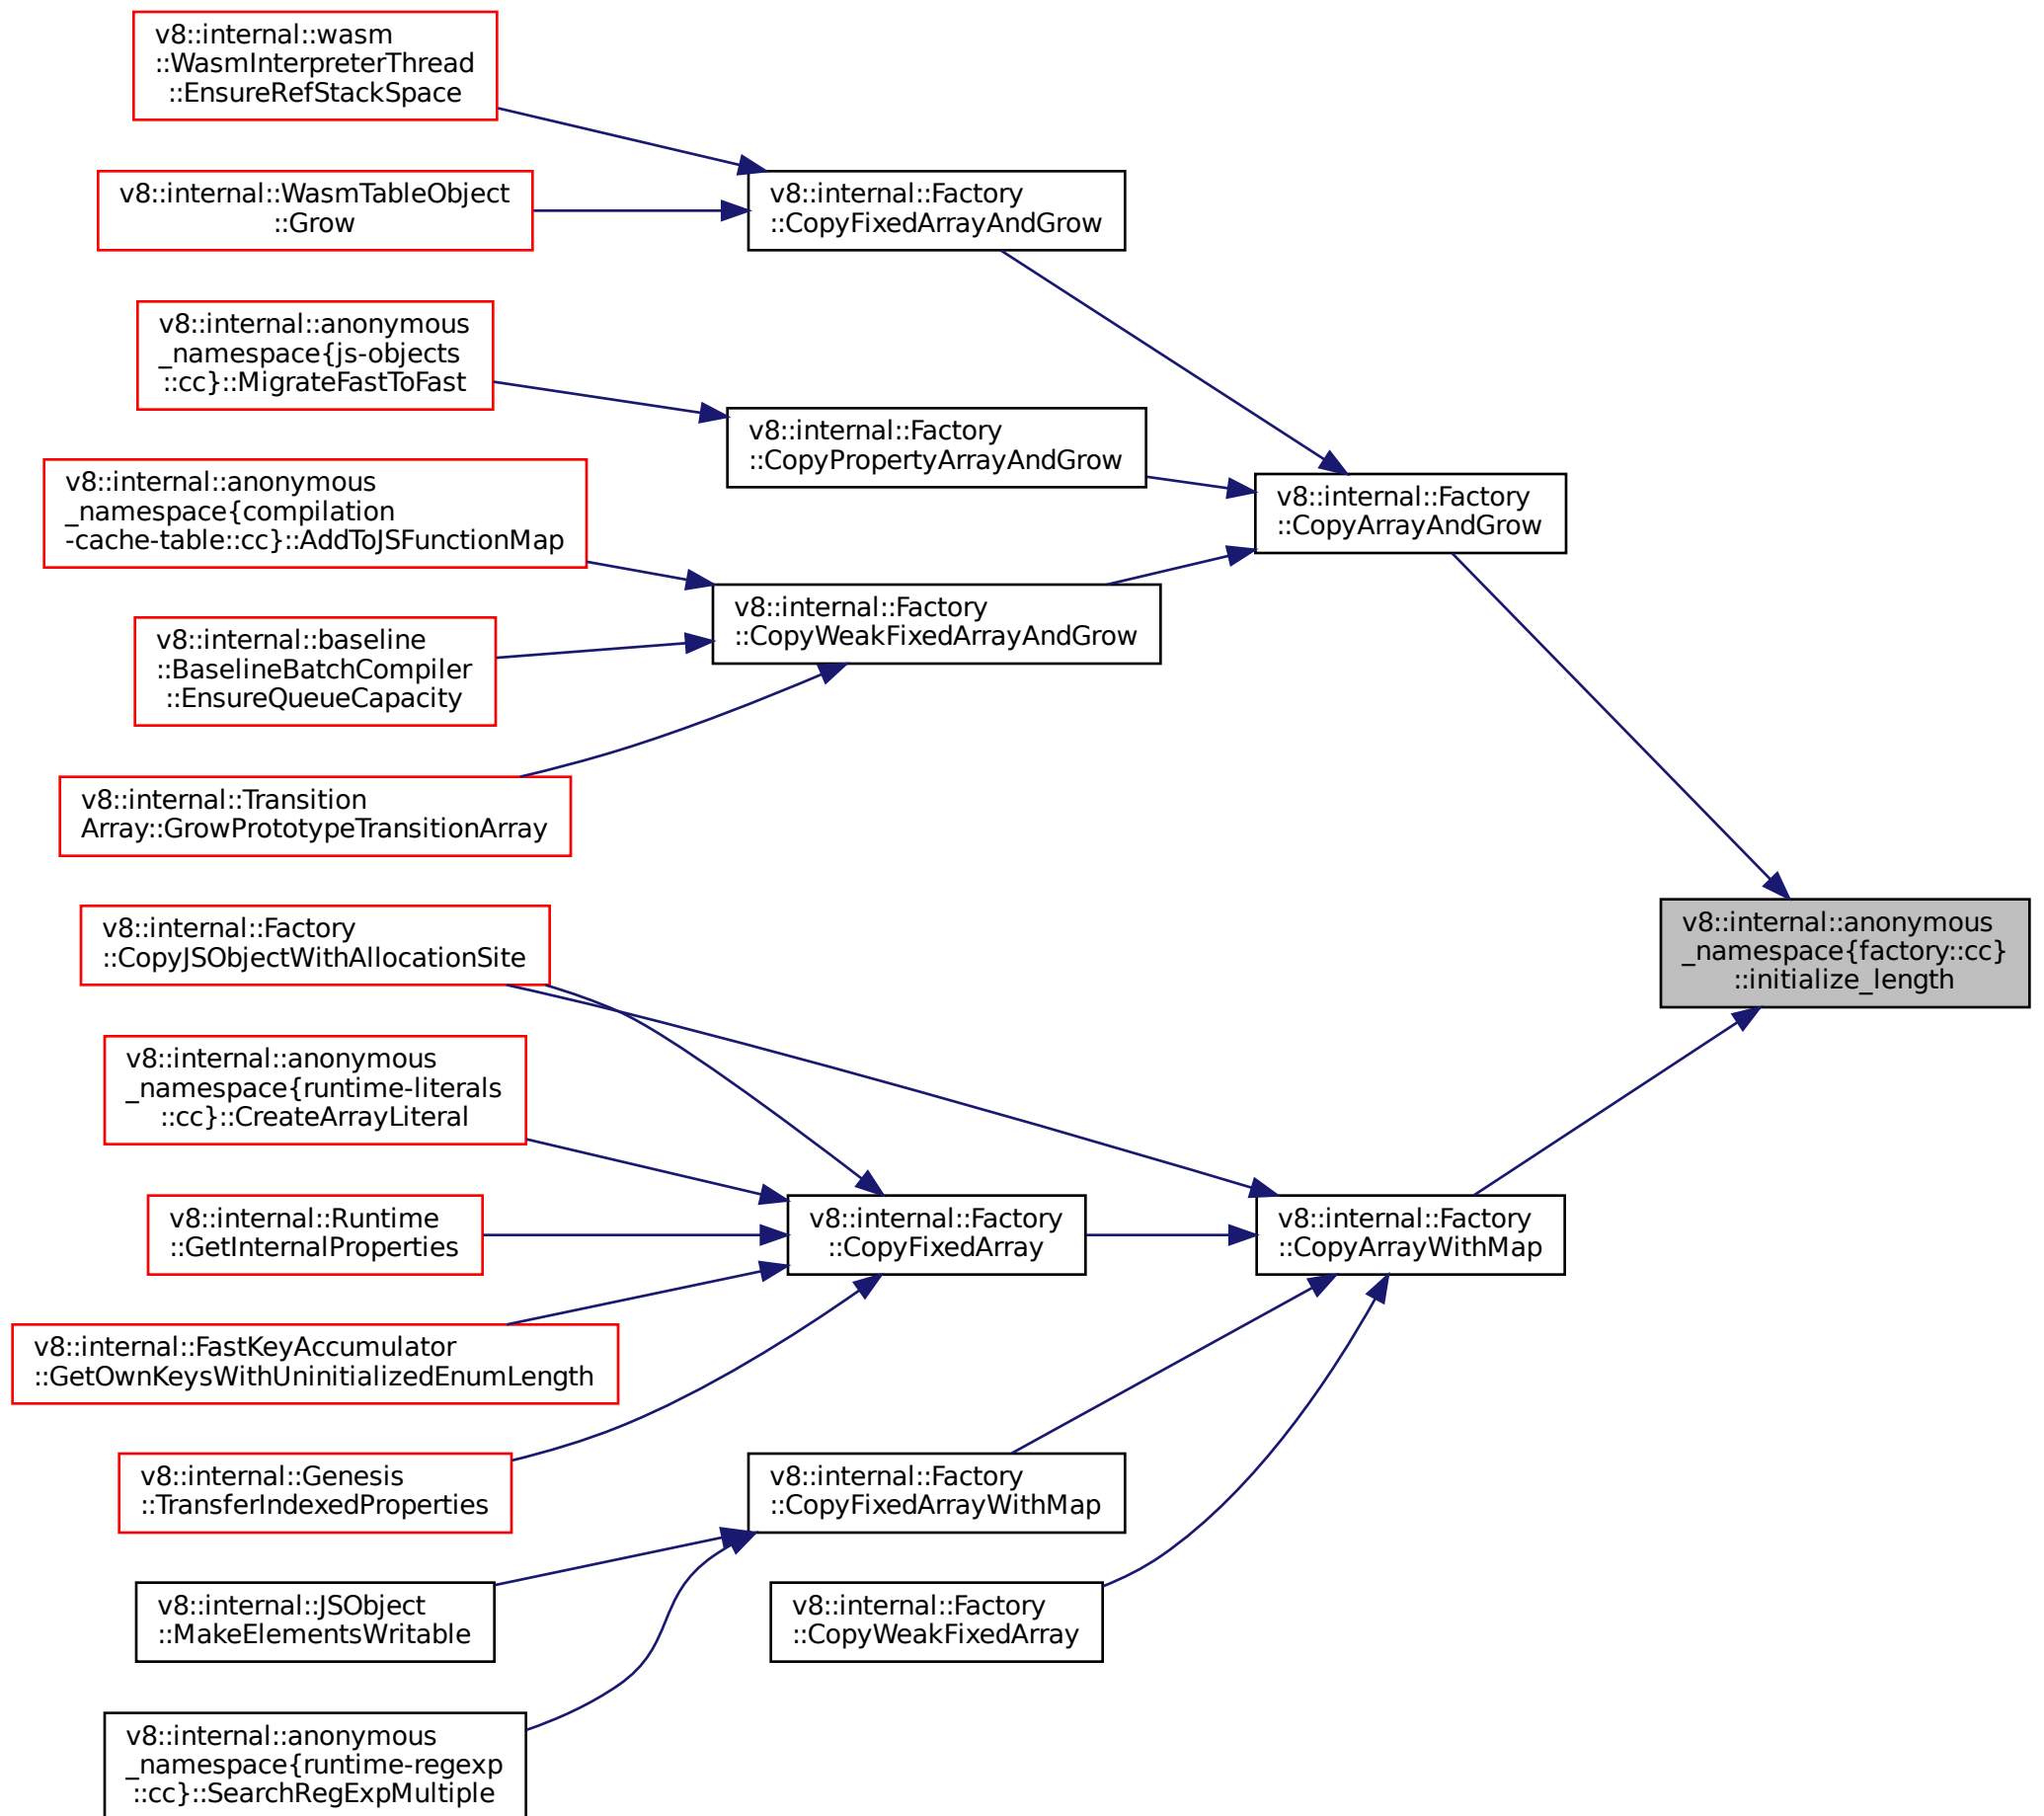 v8::internal::wasm
::WasmInterpreterThread
::EnsureRefStackSpace
v8::internal::Factory
::CopyFixedArrayAndGrow
v8::internal::WasmTableObject
::Grow
v8::internal::anonymous
_namespace{js-objects
::cc}::MigrateFastToFast
v8::internal::Factory
::CopyPropertyArrayAndGrow
v8::internal::anonymous
_namespace{compilation
-cache-table::cc}::AddToJSFunctionMap
v8::internal::Factory
::CopyArrayAndGrow
v8::internal::Factory
::CopyWeakFixedArrayAndGrow
v8::internal::baseline
::BaselineBatchCompiler
::EnsureQueueCapacity
v8::internal::Transition
Array::GrowPrototypeTransitionArray
v8::internal::Factory
::CopyJSObjectWithAllocationSite
v8::internal::anonymous
_namespace{factory::cc}
::initialize_length
v8::internal::anonymous
_namespace{runtime-literals
::cc}::CreateArrayLiteral
v8::internal::Runtime
::GetInternalProperties
v8::internal::Factory
::CopyFixedArray
v8::internal::Factory
::CopyArrayWithMap
v8::internal::FastKeyAccumulator
::GetOwnKeysWithUninitializedEnumLength
v8::internal::Genesis
::TransferIndexedProperties
v8::internal::Factory
::CopyFixedArrayWithMap
v8::internal::JSObject
::MakeElementsWritable
v8::internal::Factory
::CopyWeakFixedArray
v8::internal::anonymous
_namespace{runtime-regexp
::cc}::SearchRegExpMultiple